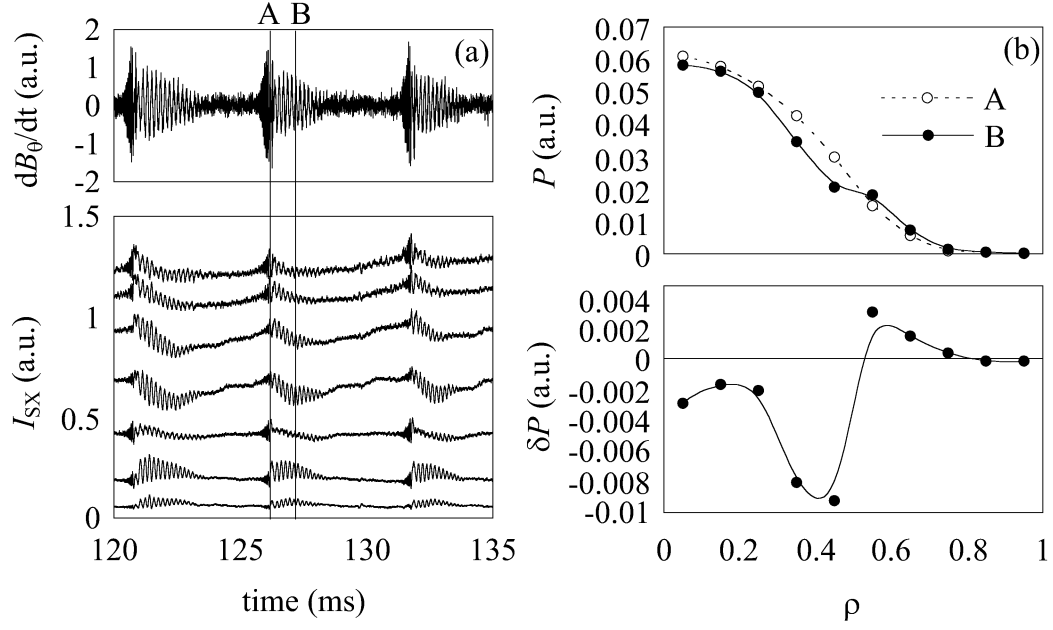 A B
(a)
dBθ/dt (a.u.)
2
1
0
-1
-2
ISX (a.u.)
1.5
1
0.5
0
120 125 130 135
time (ms)
(b)
P (a.u.)
0.07
0.06
0.05
0.04
0.03
0.02
0.01
0
A
B
δP (a.u.)
0.004
0.002
0
-0.002
-0.004
-0.006
-0.008
-0.01
0 0.2 0.4 0.6 0.8 1
ρ